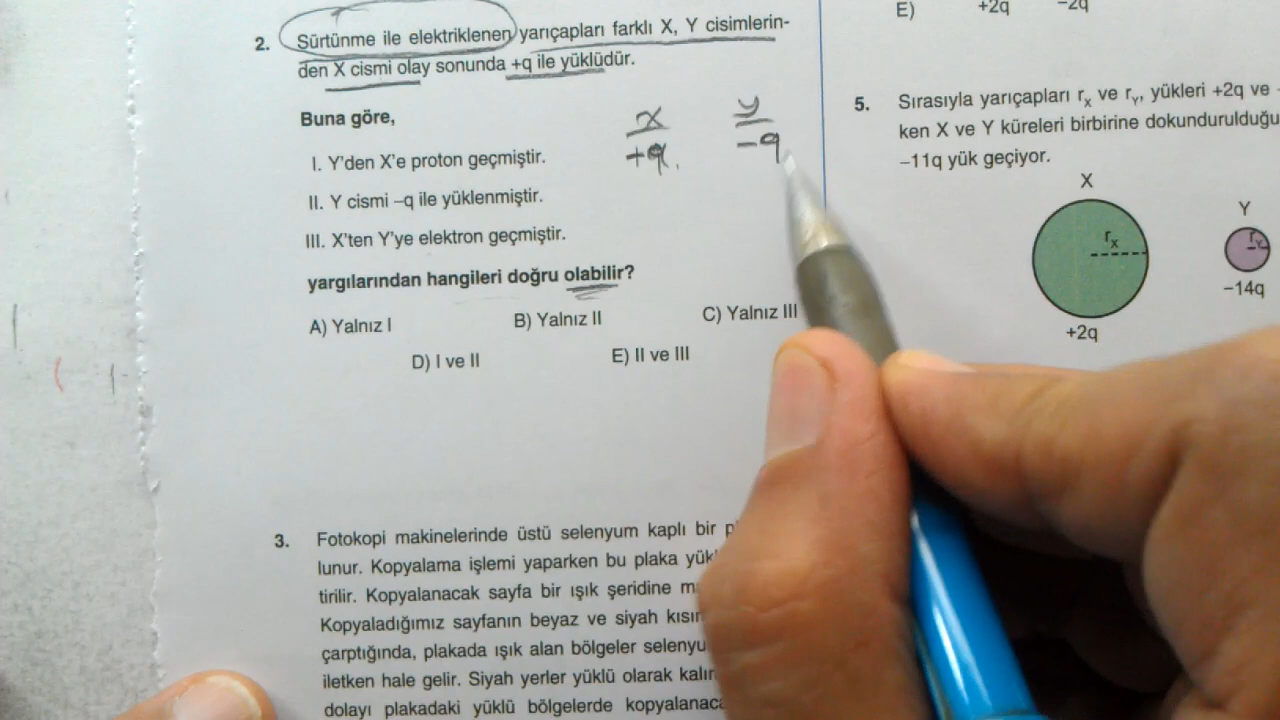 2. Sürtünme ile elektriklenen yarıçapları farklı X, Y cisimlerin-
den X cismi olay sonunda +q ile yüklüdür.
Buna göre,
I. Y'den X'e proton geçmiştir.
II. Y cismi –q ile yüklenmiştir.
III. X'ten Y'ye elektron geçmiştir.
yargılarından hangileri doğru olabilir?
A) Yalnız I B) Yalnız II C) Yalnız III
D) I ve II E) II ve III
x y
+q -q
3. Fotokopi makinelerinde üstü selenyum kaplı bir
lunur. Kopyalama işlemi yaparken bu plaka
tirilir. Kopyalanacak sayfa bir ışık şeridine
Kopyaladığımız sayfanın beyaz ve siyah
çarptığında, plakada ışık alan bölgeler
iletken hale gelir. Siyah yerler yüklü olarak
dolayı plakadaki yüklü bölgelerde
E) +2q –2q
5. Sırasıyla yarıçapları rX ve rY, yükleri +2q ve
ken X ve Y küreleri birbirine dokundurulduğu
–11q yük geçiyor.
X
Y
rX
rY
–14q
+2q